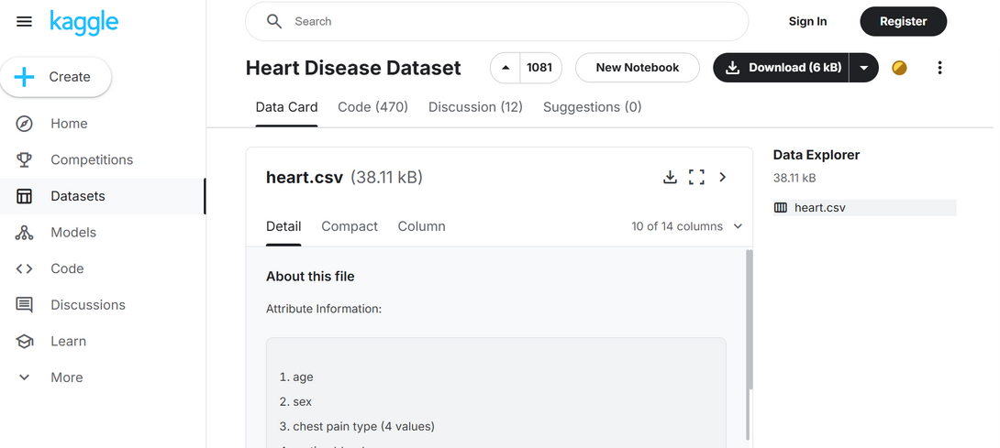 kaggle
Search
Sign In
Register
Create
Heart Disease Dataset
1081
New Notebook
Download (6 kB)
Data Card
Code (470)
Discussion (12)
Suggestions (0)
Home
Competitions
Datasets
Models
Code
Discussions
Learn
More
heart.csv (38.11 kB)
Detail
Compact
Column
10 of 14 columns
About this file
Attribute Information:
1. age
2. sex
3. chest pain type (4 values)
Data Explorer
38.11 kB
heart.csv